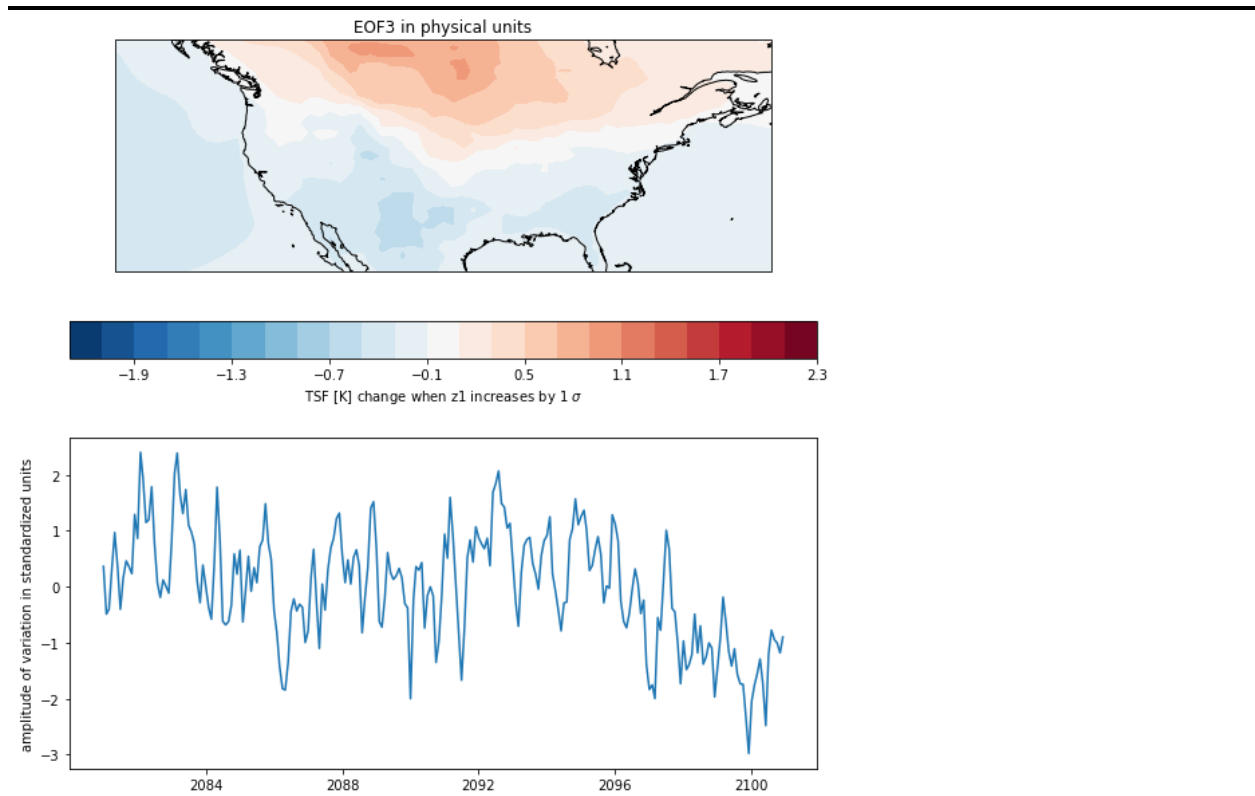 EOF3 in physical units
−1.9 −1.3 −0.7 −0.1 0.5 1.1 1.7 2.3
TSF [K] change when z1 increases by 1 σ
amplitude of variation in standardized units
2
1
0
−1
−2
−3
2084 2088 2092 2096 2100